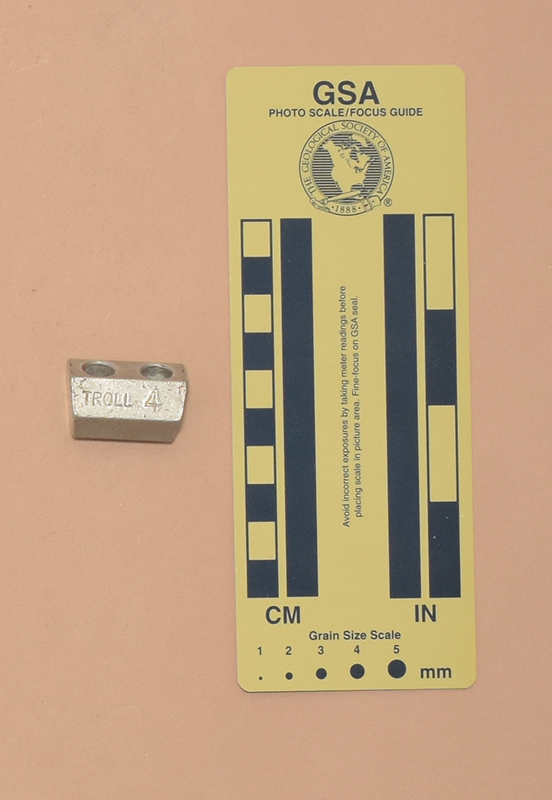 GSA
PHOTO SCALE/FOCUS GUIDE
THE GEOLOGICAL SOCIETY OF AMERICA
1888
®
TROLL 4
Avoid incorrect exposures by taking meter readings before
placing scale in picture area. Fine-focus on GSA seal.
CM IN
Grain Size Scale
1 2 3 4 5
mm